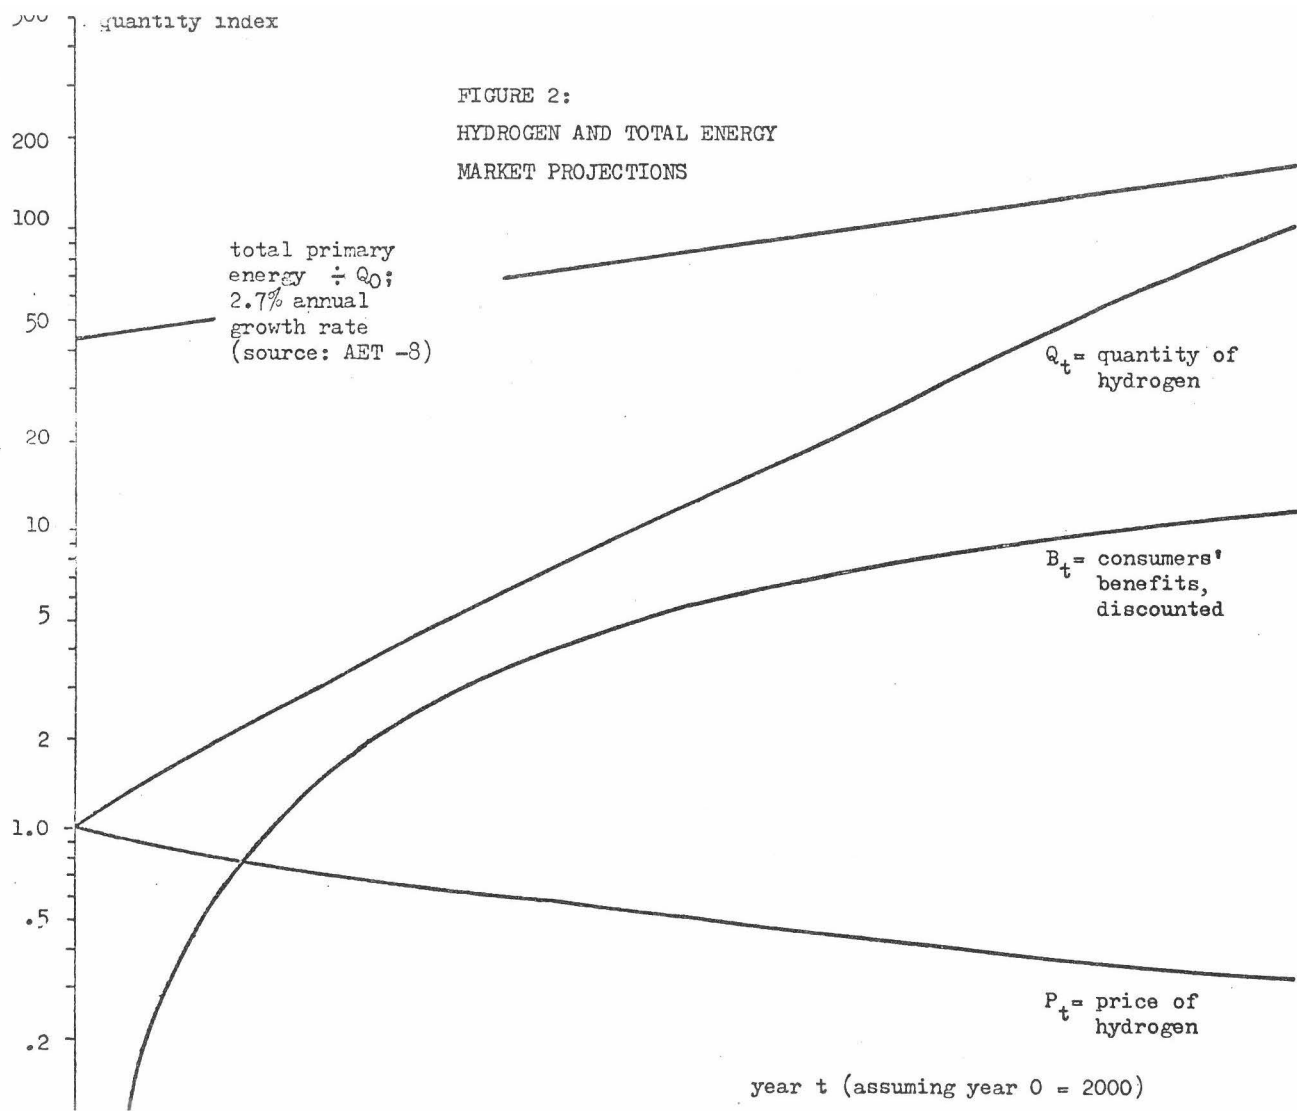 quantity index
FIGURE 2:
HYDROGEN AND TOTAL ENERGY
MARKET PROJECTIONS
200
100
50
20
10
5
2
1.0
.5
.2
total primary
energy ÷ Q0;
2.7% annual
growth rate
(source: AET -8)
Qt= quantity of
hydrogen
Bt= consumers'
benefits,
discounted
Pt= price of
hydrogen
year t (assuming year 0 = 2000)